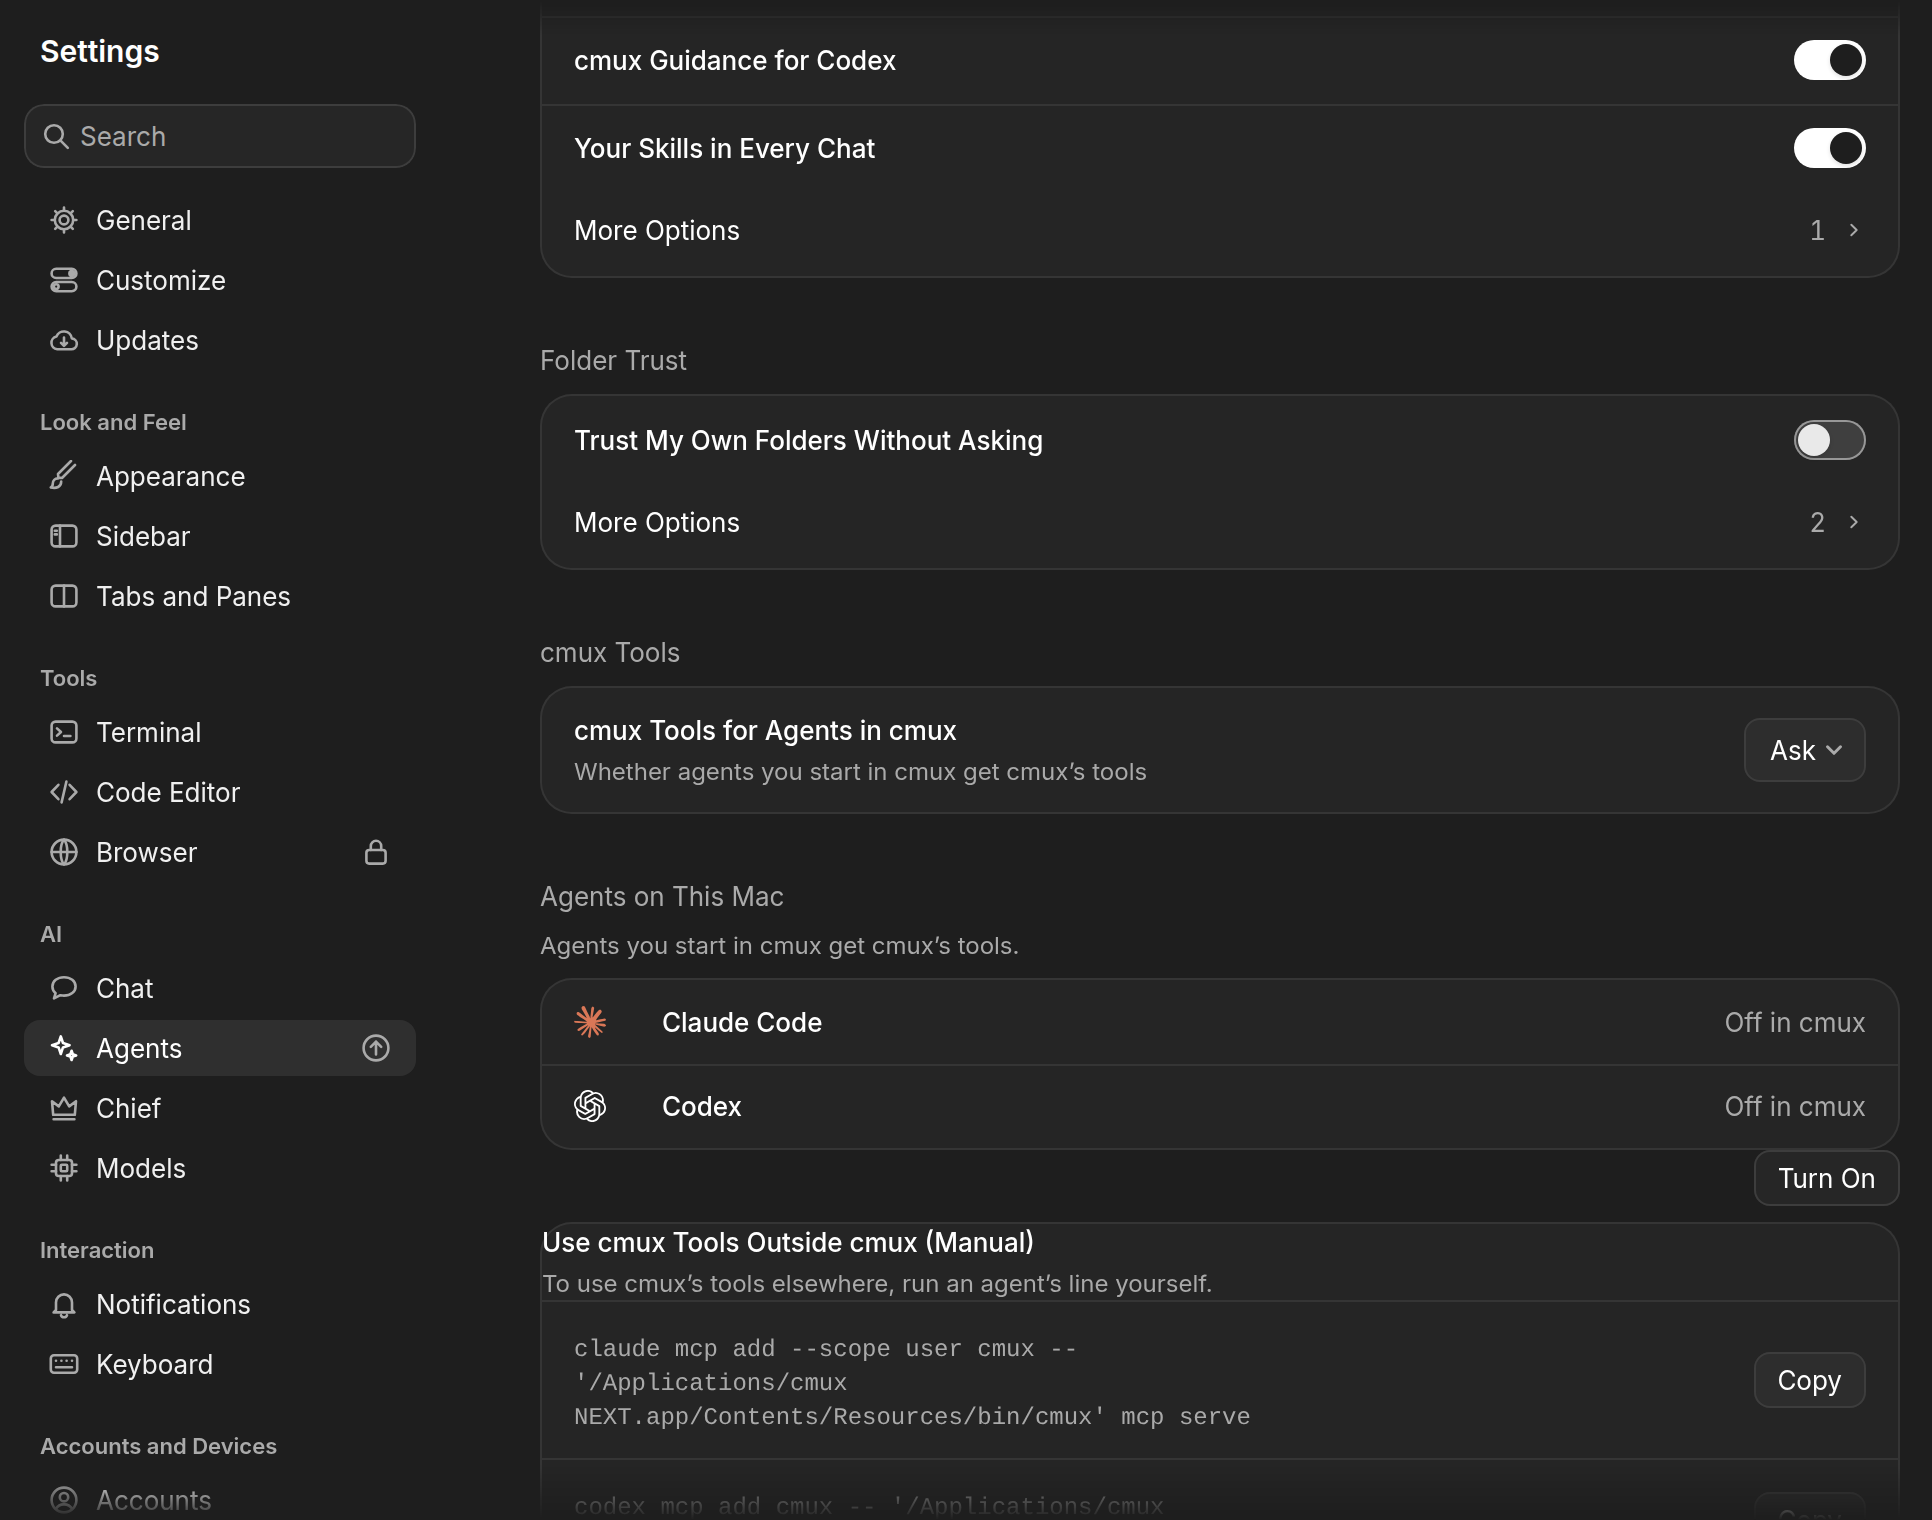 Settings
Search
General
Customize
Updates
Look and Feel
Appearance
Sidebar
Tabs and Panes
Tools
Terminal
Code Editor
Browser
AI
Chat
Agents
Chief
Models
Interaction
Notifications
Keyboard
Accounts and Devices
Accounts
cmux Guidance for Codex
Your Skills in Every Chat
More Options 1
Folder Trust
Trust My Own Folders Without Asking
More Options 2
cmux Tools
cmux Tools for Agents in cmux
Whether agents you start in cmux get cmux’s tools
Ask
Agents on This Mac
Agents you start in cmux get cmux’s tools.
Claude Code Off in cmux
Codex Off in cmux
Turn On
Use cmux Tools Outside cmux (Manual)
To use cmux’s tools elsewhere, run an agent’s line yourself.
claude mcp add --scope user cmux --
'/Applications/cmux
NEXT.app/Contents/Resources/bin/cmux' mcp serve
Copy
codex mcp add cmux -- '/Applications/cmux
Copy